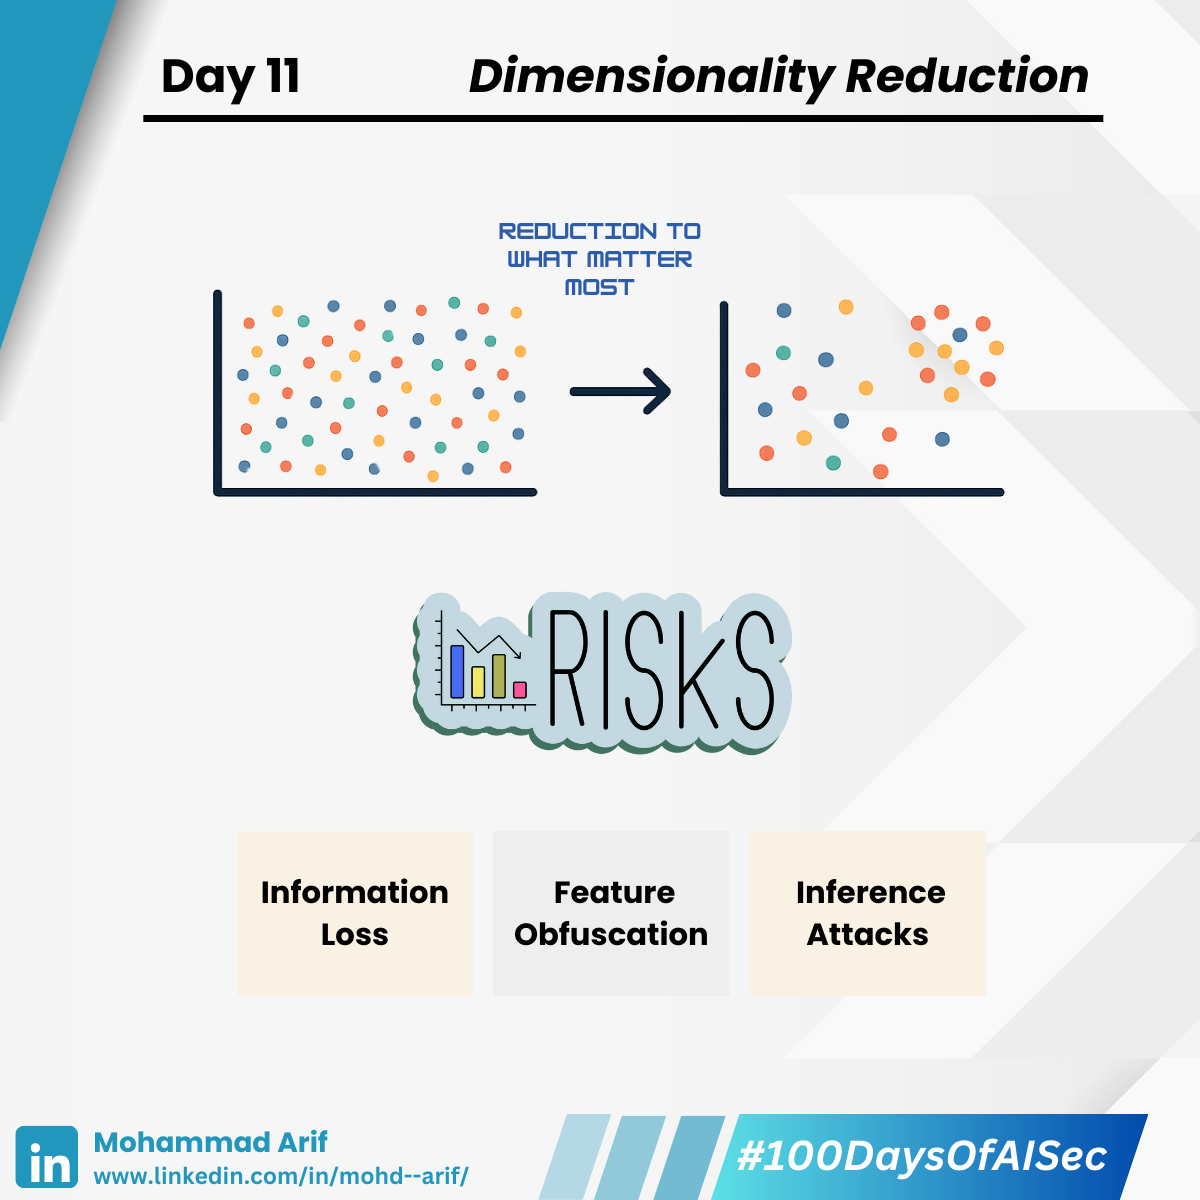 Day 11
Dimensionality Reduction
REDUCTION TO
WHAT MATTER
MOST
RISKS
Information
Loss
Feature
Obfuscation
Inference
Attacks
in
Mohammad Arif
www.linkedin.com/in/mohd--arif/
#100DaysOfAISec